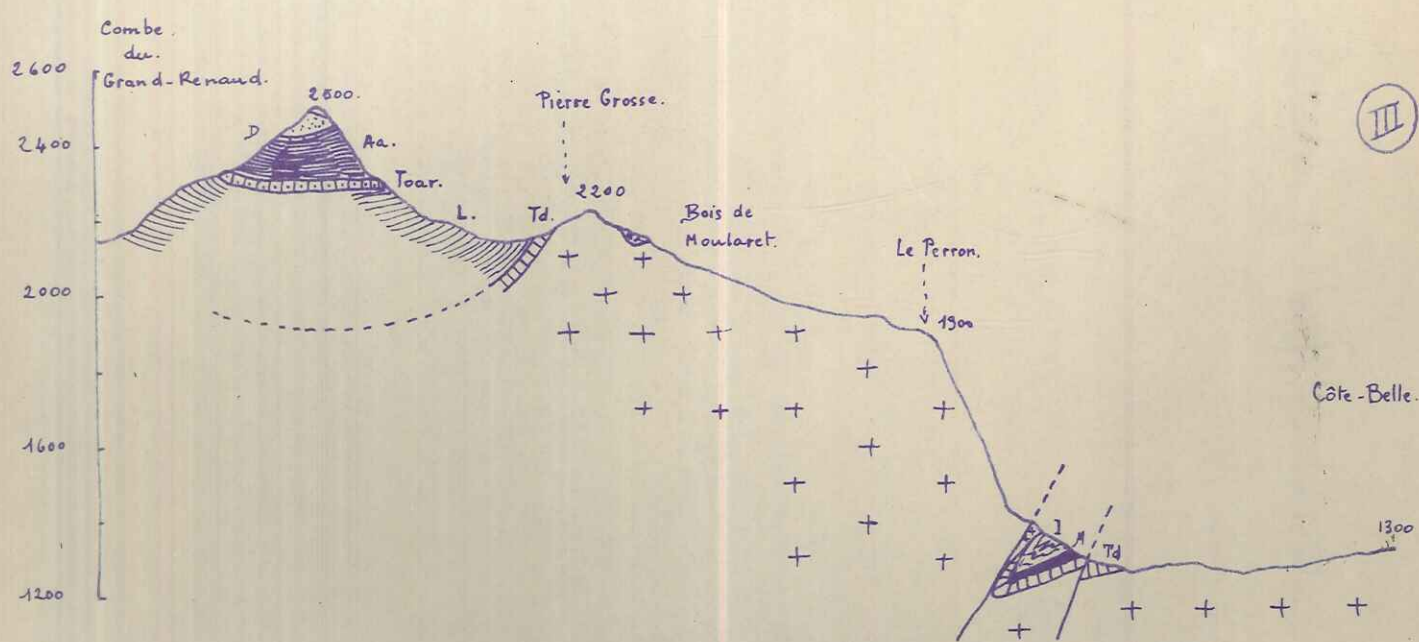 Combe
du.
Grand-Renaud.
2600
2500.
Pierre Grosse.
III
D
Aa.
2400
Toar.
2200
L.
Td.
Bois de
Moularet.
Le Perron.
2000
1900
Côte-Belle.
1600
1300
Td
1200